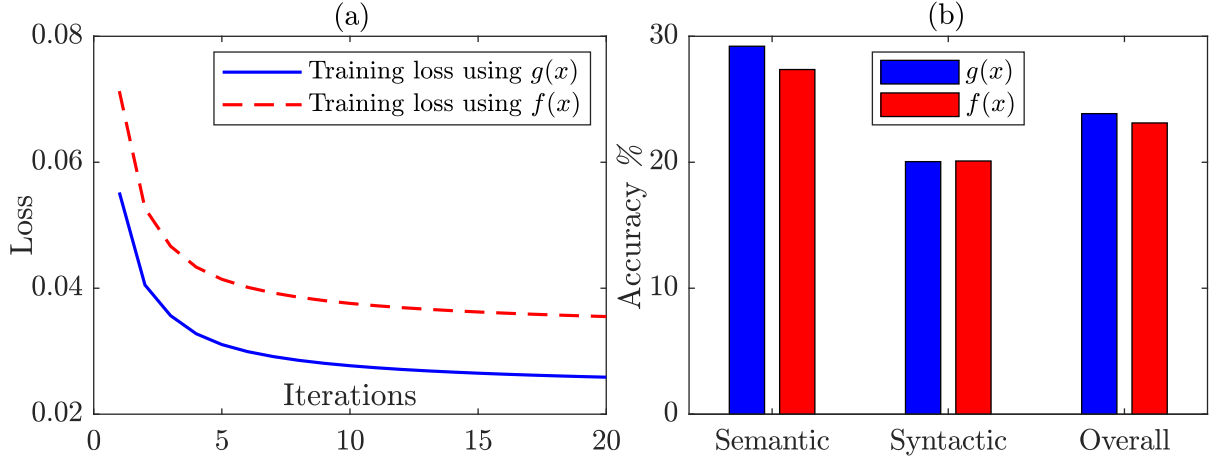 (a)
0.08
0.06
0.04
0.02
Loss
Training loss using g(x)
Training loss using f(x)
Iterations
0
5
10
15
20
(b)
30
20
10
0
Accuracy %
g(x)
f(x)
Semantic
Syntactic
Overall